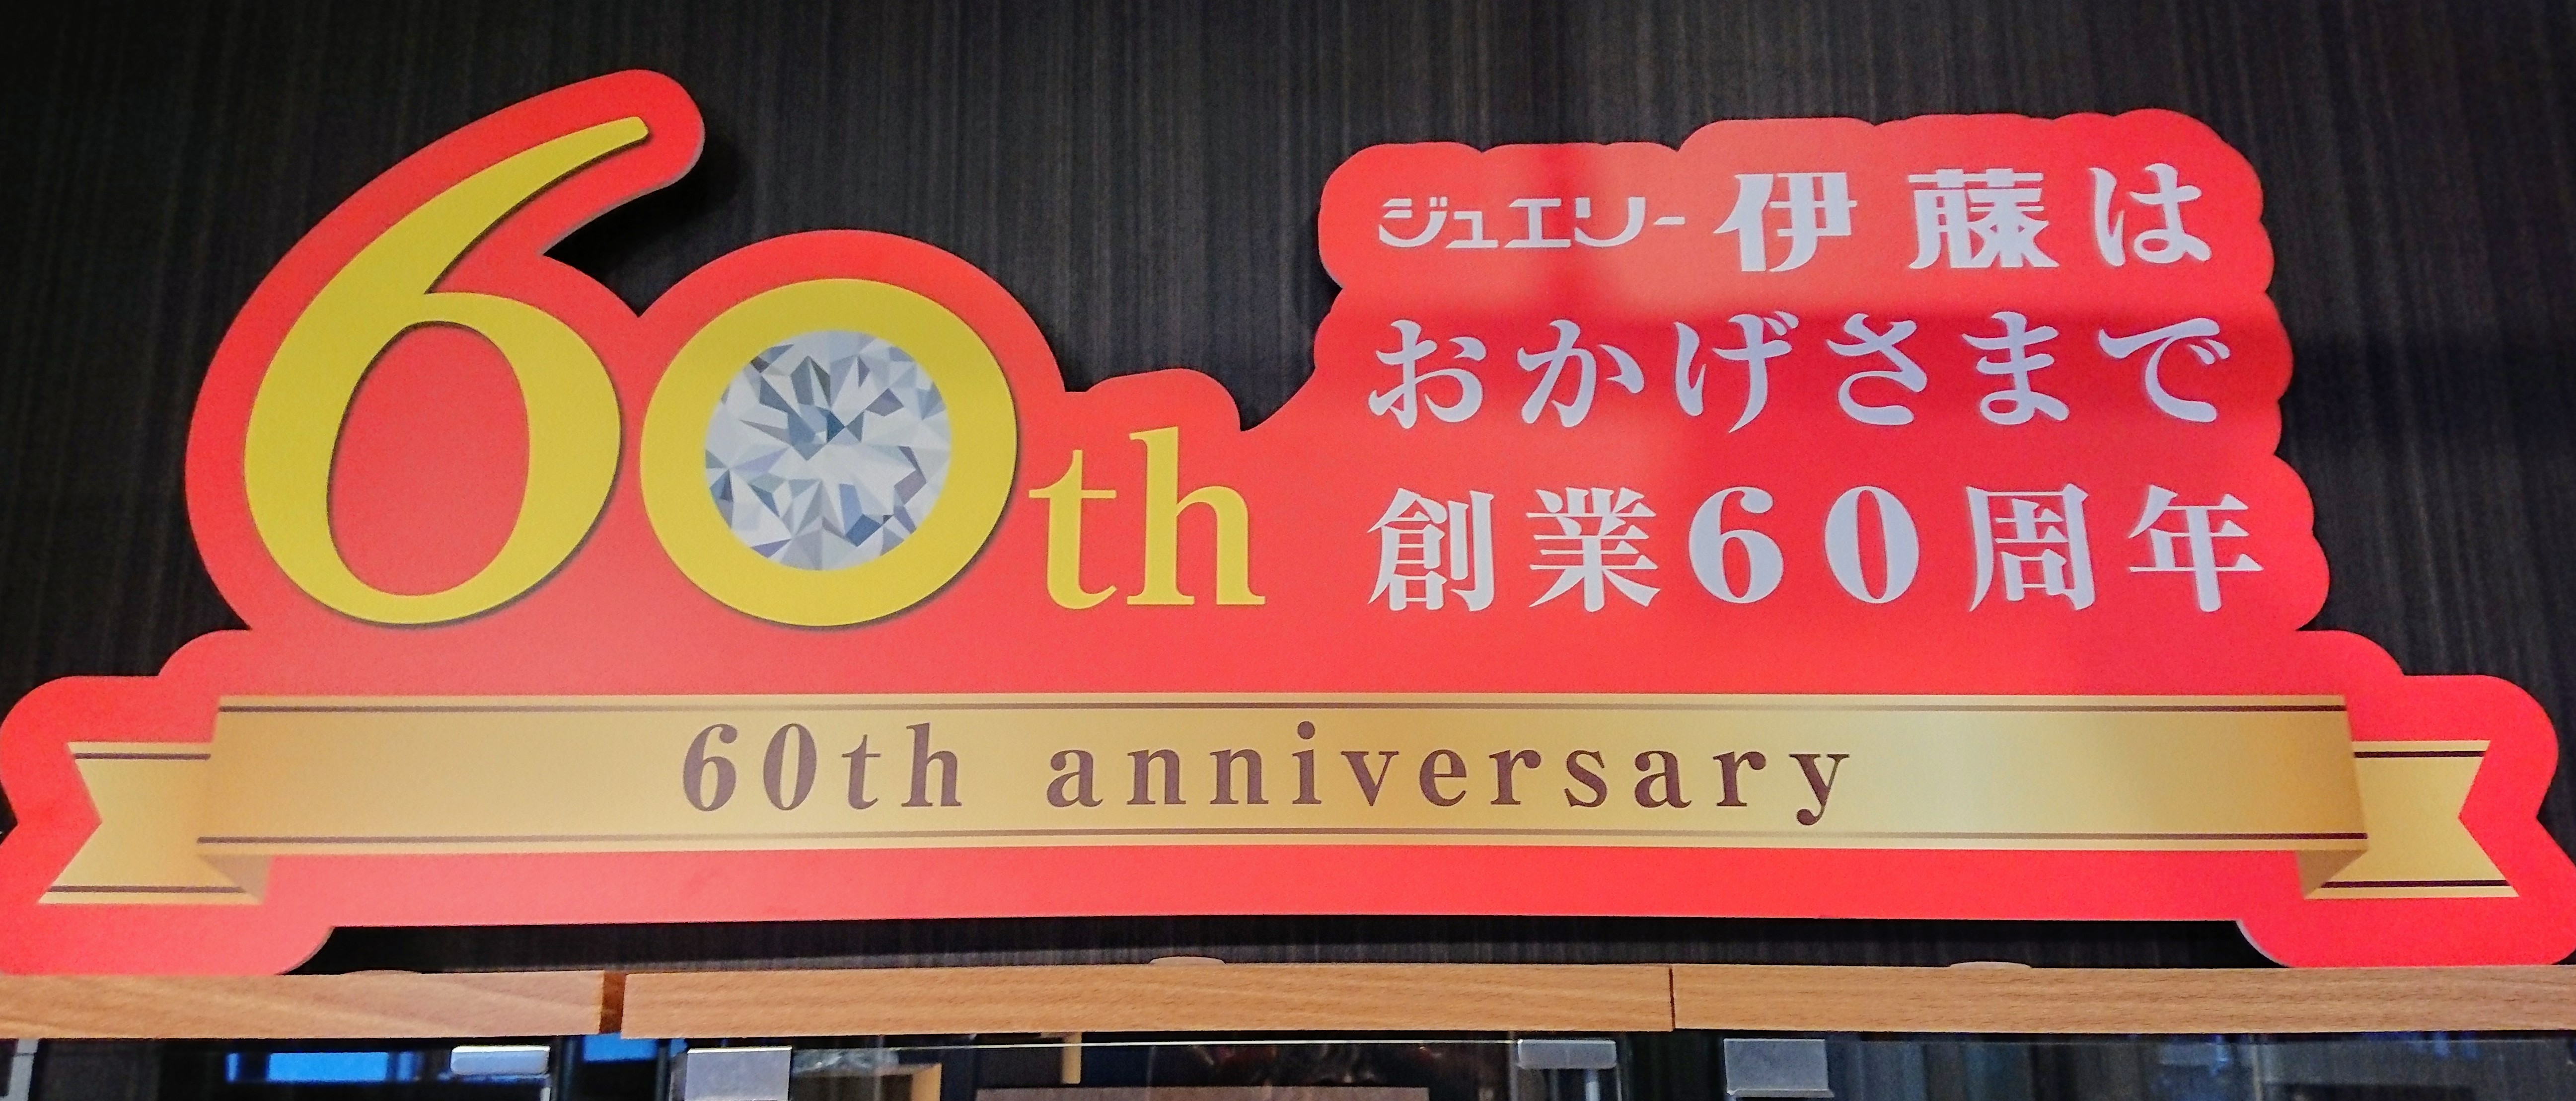 60th
ジュエリー伊藤は
おかげさまで
創業60周年
60th anniversary